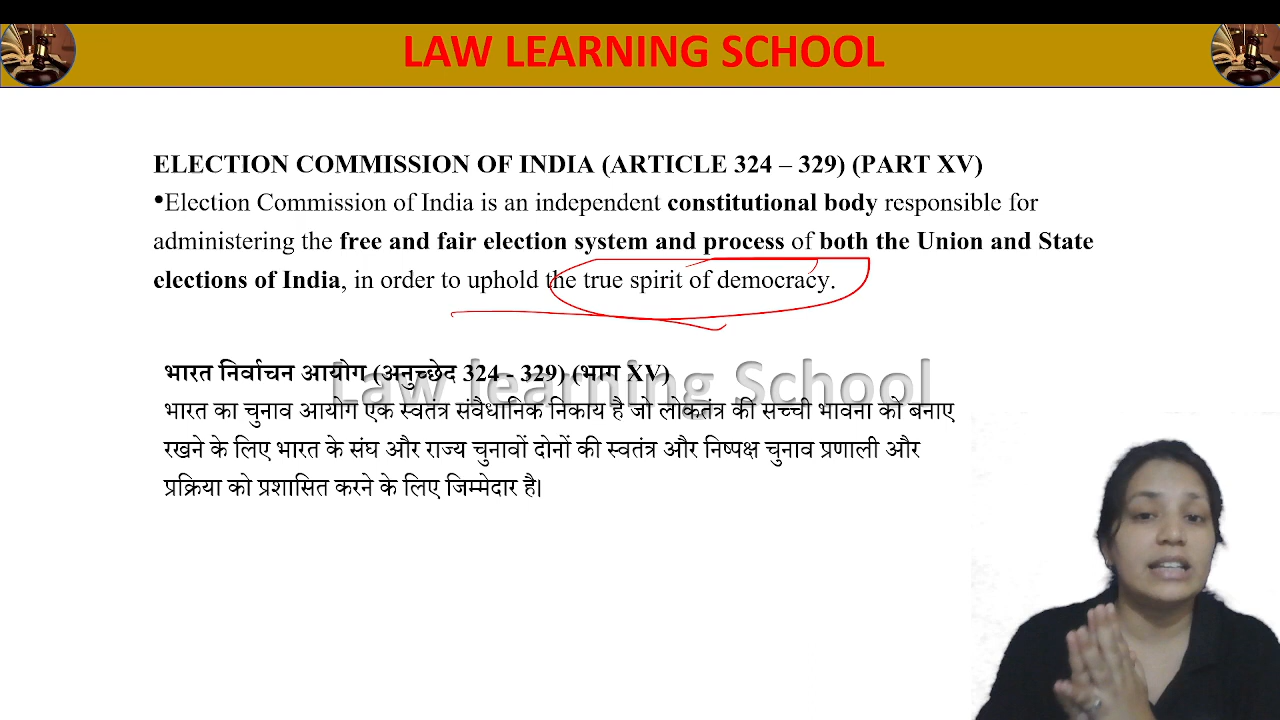 LAW LEARNING SCHOOL
ELECTION COMMISSION OF INDIA (ARTICLE 324 – 329) (PART XV)
•Election Commission of India is an independent constitutional body responsible for
administering the free and fair election system and process of both the Union and State
elections of India, in order to uphold the true spirit of democracy.
भारत निर्वाचन आयोग (अनुच्छेद 324 - 329) (भाग XV)
Law learning School
भारत का चुनाव आयोग एक स्वतंत्र संवैधानिक निकाय है जो लोकतंत्र की सच्ची भावना को बनाए
रखने के लिए भारत के संघ और राज्य चुनावों दोनों की स्वतंत्र और निष्पक्ष चुनाव प्रणाली और
प्रक्रिया को प्रशासित करने के लिए जिम्मेदार है।